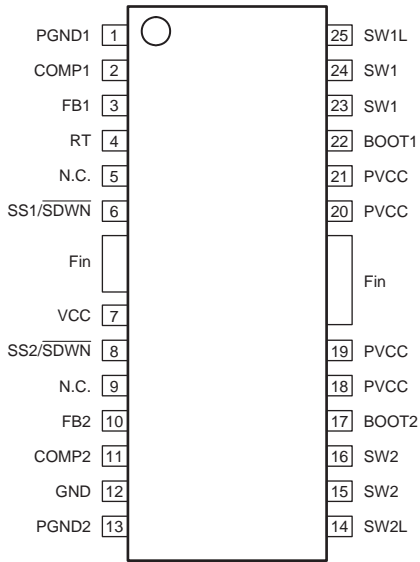 PGND1 1 25 SW1L
COMP1 2 24 SW1
FB1 3 23 SW1
RT 4 22 BOOT1
N.C. 5 21 PVCC
SS1/SDWN 6 20 PVCC
Fin
Fin
VCC 7
SS2/SDWN 8 19 PVCC
N.C. 9 18 PVCC
FB2 10 17 BOOT2
COMP2 11 16 SW2
GND 12 15 SW2
PGND2 13 14 SW2L